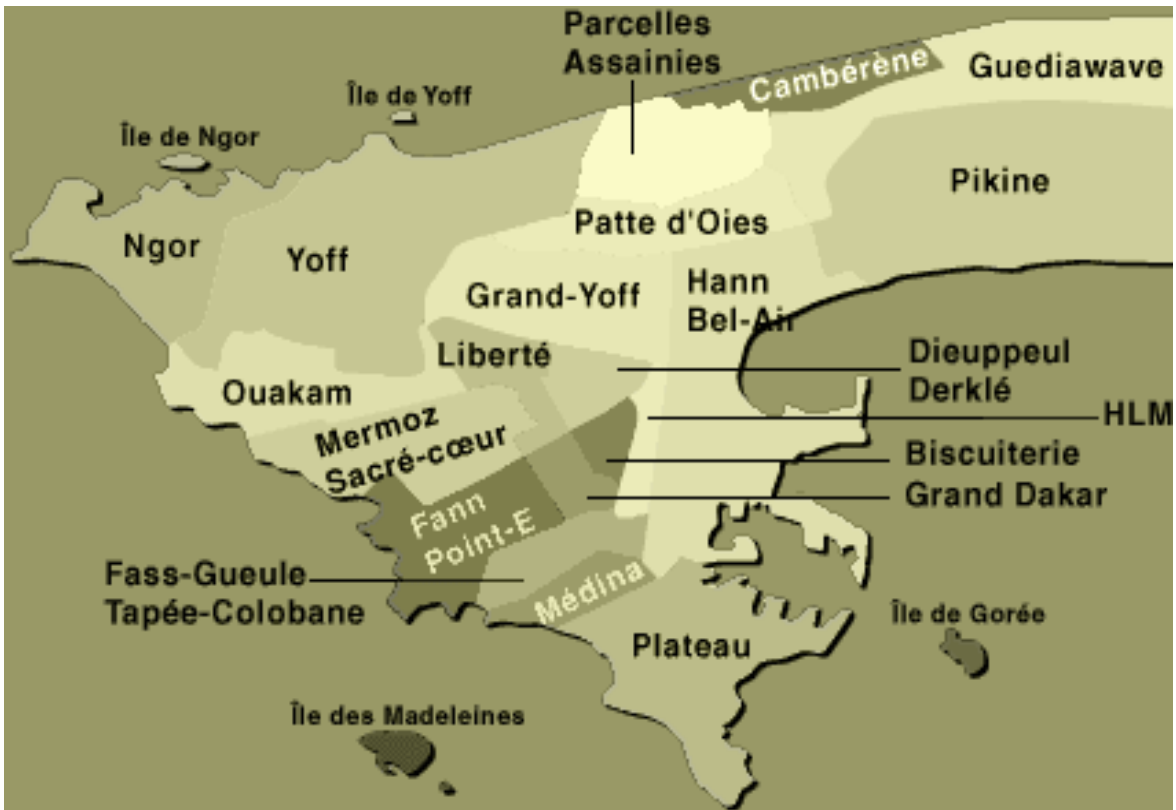 Parcelles
Assainies
Cambérène
Guediawave
Île de Yoff
Île de Ngor
Pikine
Patte d'Oies
Ngor
Yoff
Grand-Yoff
Hann
Bel-Air
Liberté
Dieuppeul
Derklé
Ouakam
HLM
Mermoz
Sacré-cœur
Biscuiterie
Grand Dakar
Fann
Point-E
Fass-Gueule
Tapée-Colobane
Médina
Île de Gorée
Plateau
Île des Madeleines